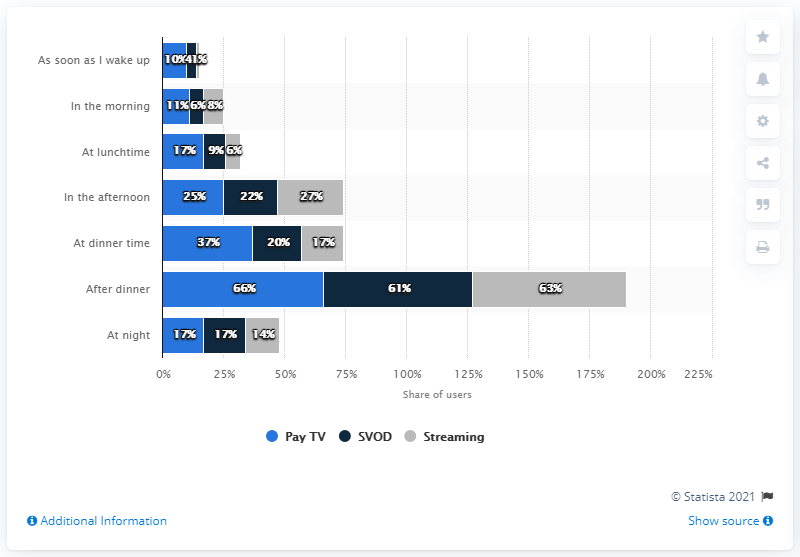 As soon as I wake up 10% 4% 1%
In the morning 11% 6% 8%
At lunchtime 17% 9% 6%
In the afternoon 25% 22% 27%
At dinner time 37% 20% 17%
After dinner 66% 61% 63%
At night 17% 17% 14%
0% 25% 50% 75% 100% 125% 150% 175% 200% 225%
Share of users
Pay TV SVOD Streaming
© Statista 2021
Additional Information Show source